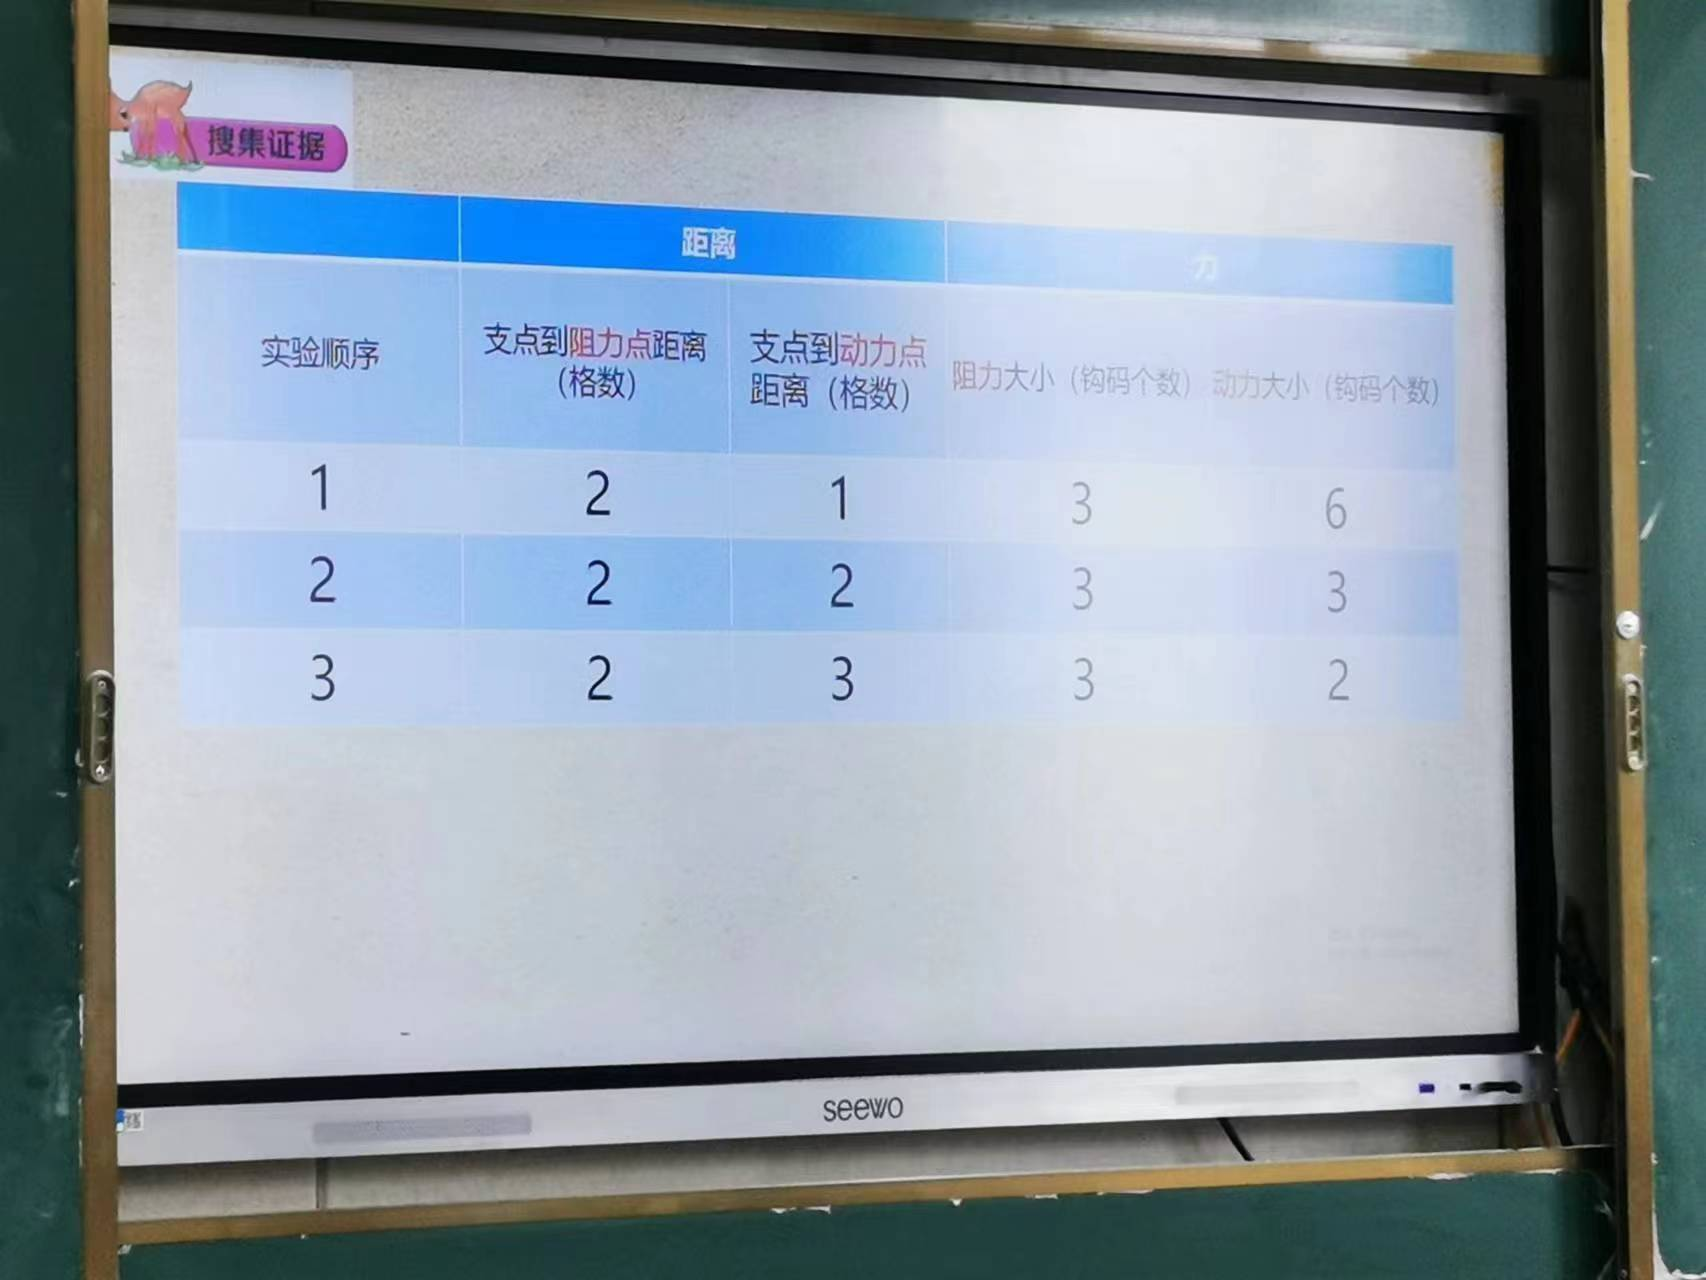 搜集证据
距离 力
实验顺序 支点到阻力点距离（格数） 支点到动力点距离（格数） 阻力大小（钩码个数） 动力大小（钩码个数）
1 2 1 3 6
2 2 2 3 3
3 2 3 3 2
seewo